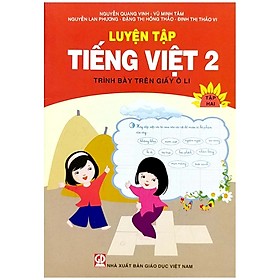 NGUYỄN QUANG VINH - VŨ MINH TÂM
NGUYỄN LAN PHƯƠNG - ĐẶNG THỊ HỒNG THẢO - ĐINH THỊ THẢO VI
LUYỆN TẬP
TIẾNG VIỆT 2
TRÌNH BÀY TRÊN GIẤY Ô LI
TẬP
HAI
NHÀ XUẤT BẢN GIÁO DỤC VIỆT NAM